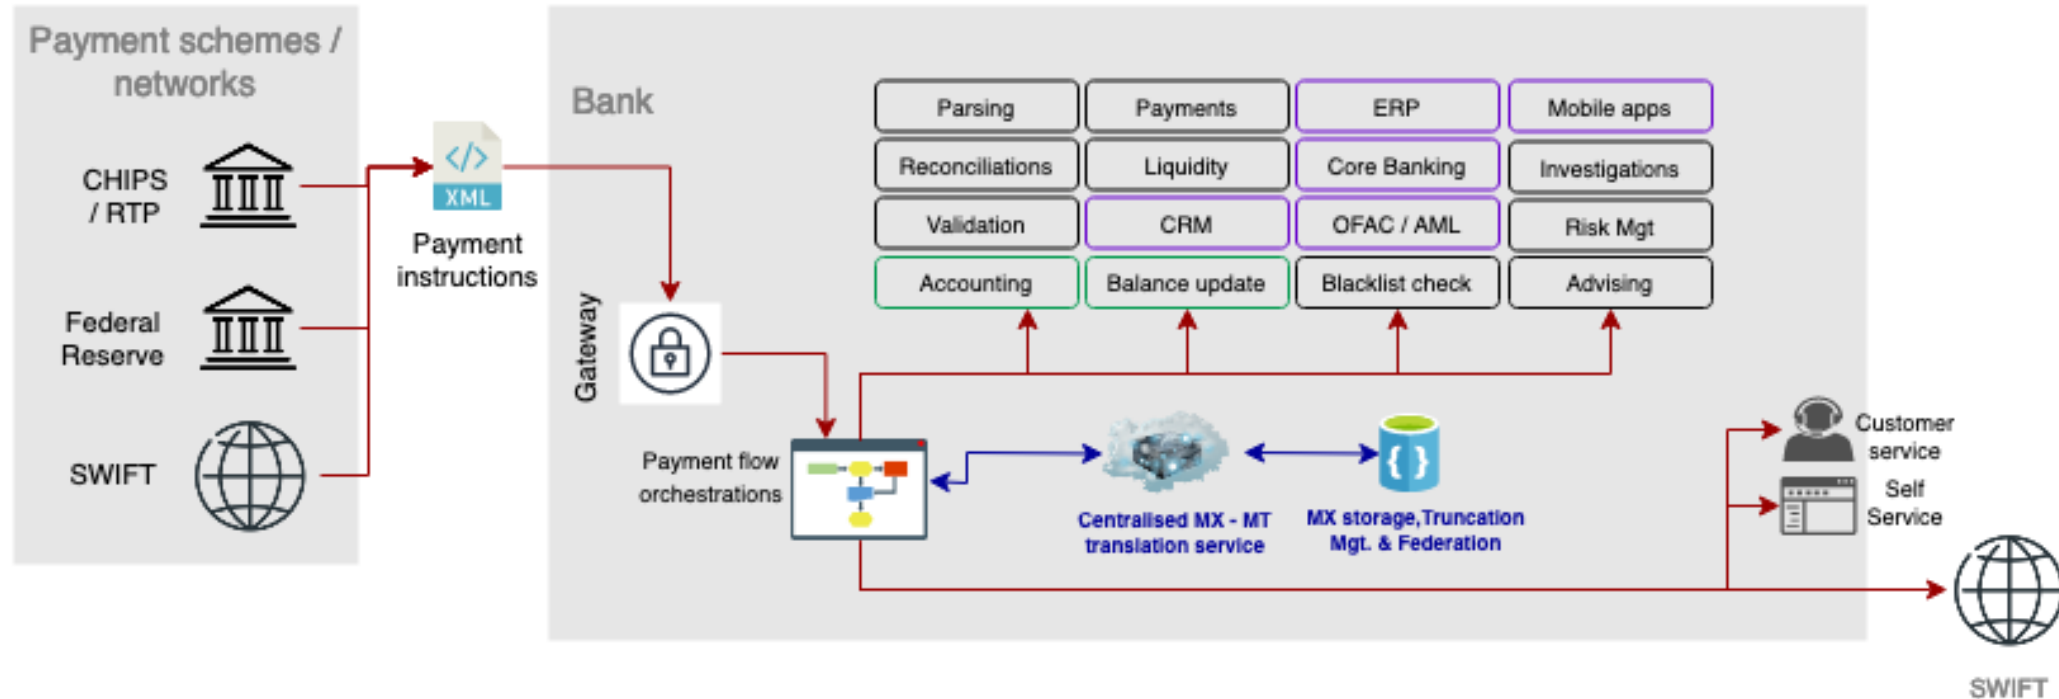 Payment schemes /
networks
CHIPS
/ RTP
Federal
Reserve
SWIFT
</>
XML
Payment
instructions
Bank
Gateway
Parsing
Payments
ERP
Mobile apps
Reconciliations
Liquidity
Core Banking
Investigations
Validation
CRM
OFAC / AML
Risk Mgt
Accounting
Balance update
Blacklist check
Advising
Payment flow
orchestrations
Centralised MX - MT
translation service
{ }
MX storage,Truncation
Mgt. & Federation
Customer
service
Self
Service
SWIFT